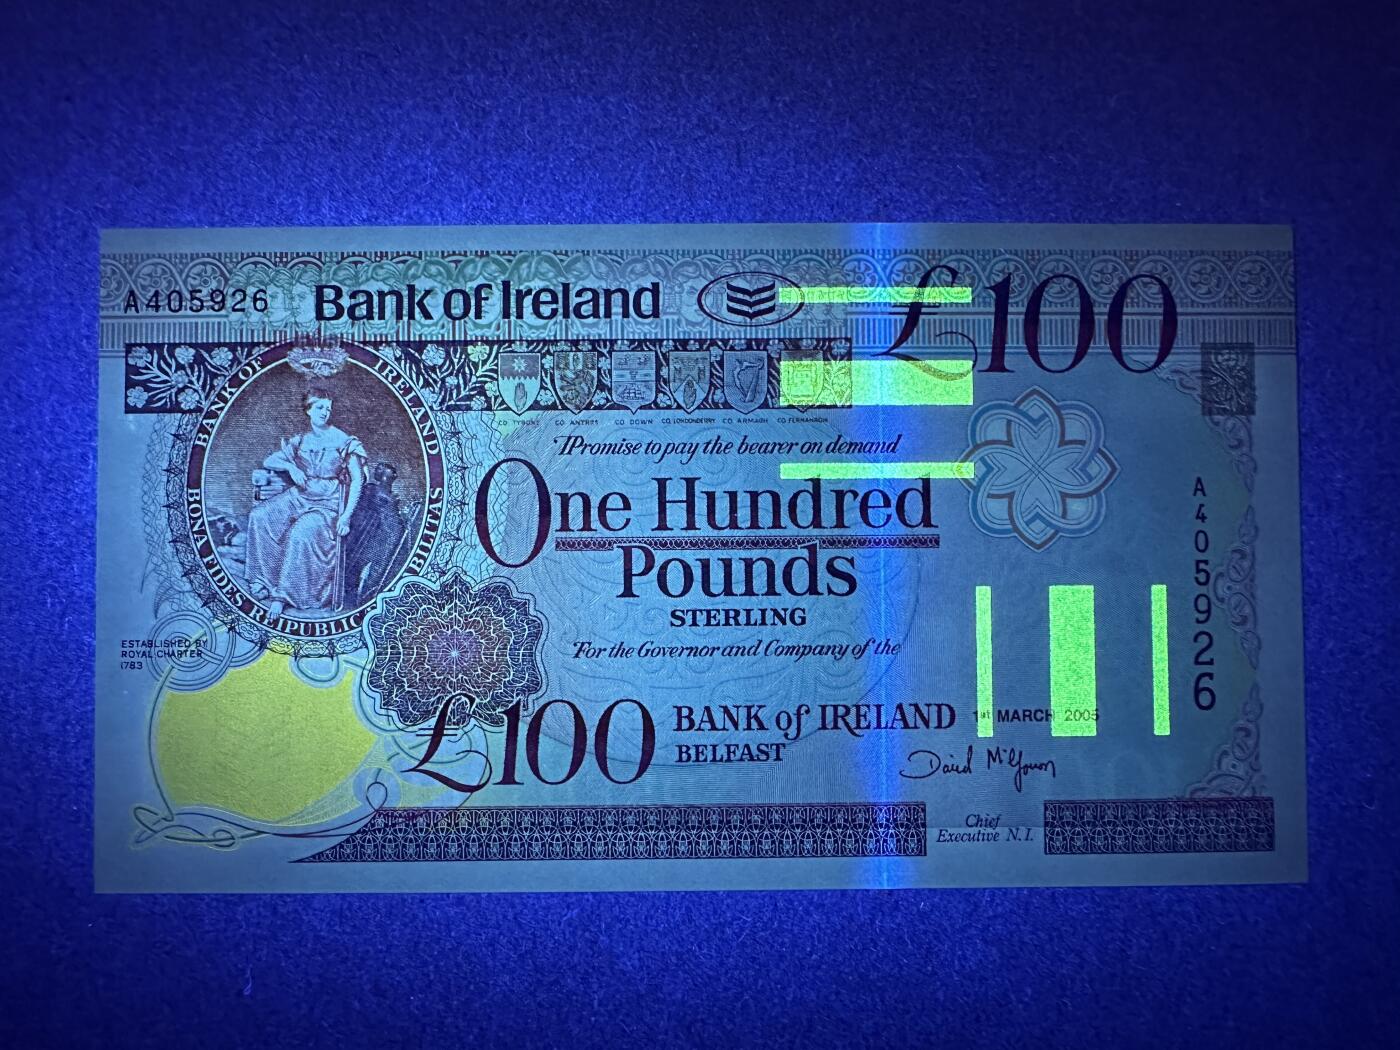 A405926
Bank of Ireland
£100
BANK OF IRELAND
BONA FIDES REIPUBLICÆ STABILITAS
CO TYRONE CO ANTRIM CO DOWN CO LONDONDERRY CO ARMAGH CO FERMANAGH
I Promise to pay the bearer on demand
One Hundred
Pounds
STERLING
For the Governor and Company of the
BANK of IRELAND
BELFAST
1st MARCH 2005
ESTABLISHED BY
ROYAL CHARTER
1783
£100
A405926
Chief
Executive N.I.